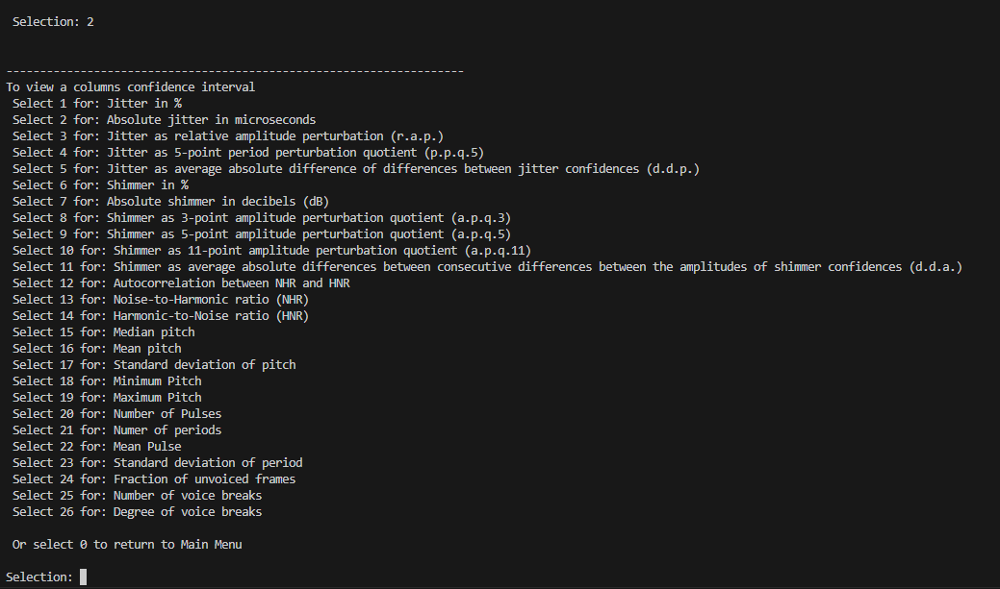 Selection: 2
--------------------------------------------------------------------
To view a columns confidence interval
Select 1 for: Jitter in %
Select 2 for: Absolute jitter in microseconds
Select 3 for: Jitter as relative amplitude perturbation (r.a.p.)
Select 4 for: Jitter as 5-point period perturbation quotient (p.p.q.5)
Select 5 for: Jitter as average absolute difference of differences between jitter confidences (d.d.p.)
Select 6 for: Shimmer in %
Select 7 for: Absolute shimmer in decibels (dB)
Select 8 for: Shimmer as 3-point amplitude perturbation quotient (a.p.q.3)
Select 9 for: Shimmer as 5-point amplitude perturbation quotient (a.p.q.5)
Select 10 for: Shimmer as 11-point amplitude perturbation quotient (a.p.q.11)
Select 11 for: Shimmer as average absolute differences between consecutive differences between the amplitudes of shimmer confidences (d.d.a.)
Select 12 for: Autocorrelation between NHR and HNR
Select 13 for: Noise-to-Harmonic ratio (NHR)
Select 14 for: Harmonic-to-Noise ratio (HNR)
Select 15 for: Median pitch
Select 16 for: Mean pitch
Select 17 for: Standard deviation of pitch
Select 18 for: Minimum Pitch
Select 19 for: Maximum Pitch
Select 20 for: Number of Pulses
Select 21 for: Numer of periods
Select 22 for: Mean Pulse
Select 23 for: Standard deviation of period
Select 24 for: Fraction of unvoiced frames
Select 25 for: Number of voice breaks
Select 26 for: Degree of voice breaks
Or select 0 to return to Main Menu
Selection: